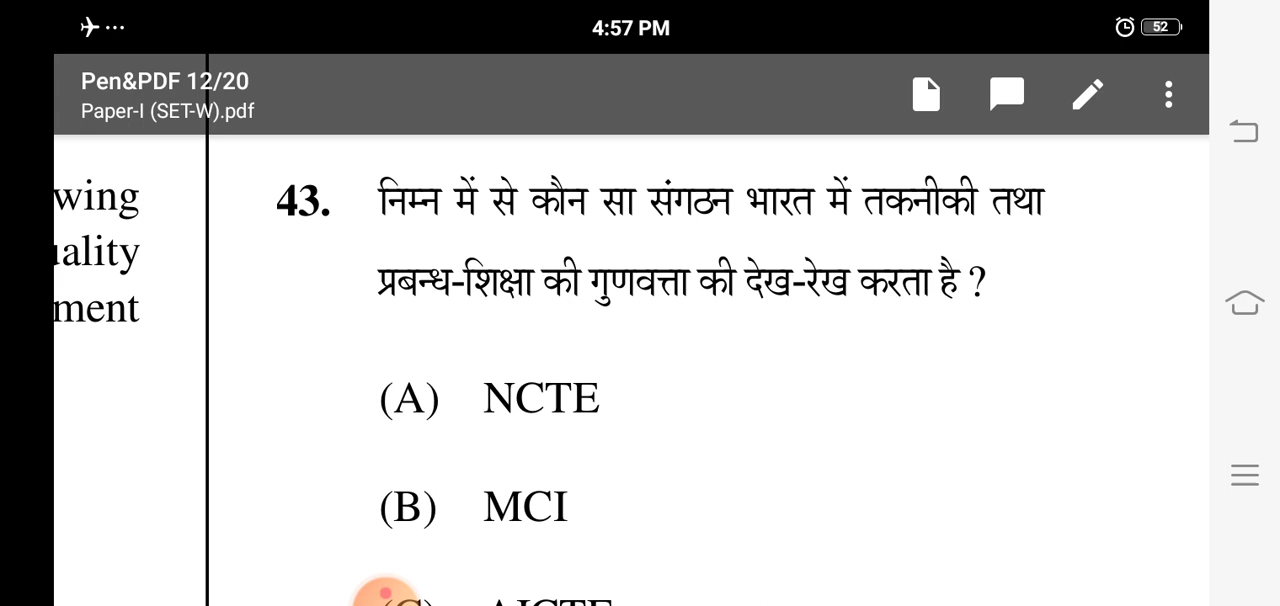 4:57 PM
52
Pen&PDF 12/20
Paper-I (SET-W).pdf
wing
ality
ment
43. निम्न में से कौन सा संगठन भारत में तकनीकी तथा
प्रबन्ध-शिक्षा की गुणवत्ता की देख-रेख करता है ?
(A) NCTE
(B) MCI
(C) AICTE